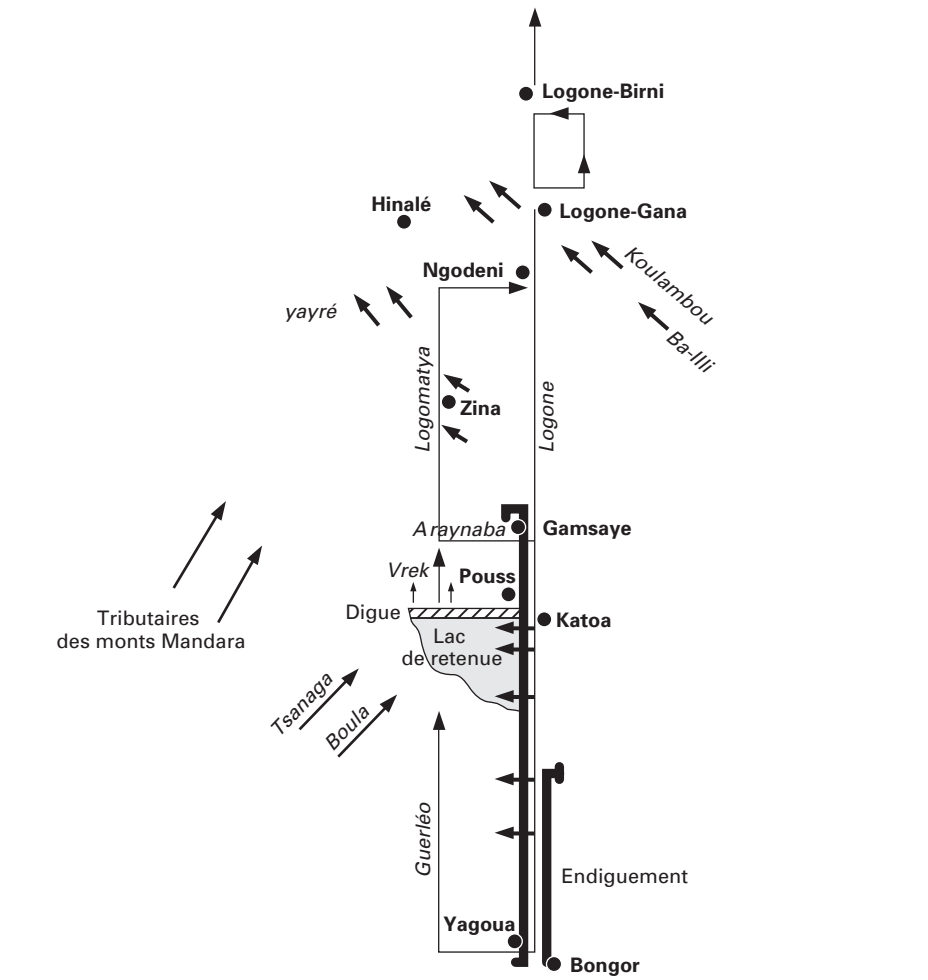 Logone-Birni
Hinalé
Logone-Gana
Koulambou
Ngodeni
yayré
Ba-Illi
Logomatya
Zina
Logone
Araynaba
Gamsaye
Vrek
Pouss
Digue
Katoa
Tributaires
des monts Mandara
Lac
de retenue
Tsanaga
Boula
Guerléo
Endiguement
Yagoua
Bongor